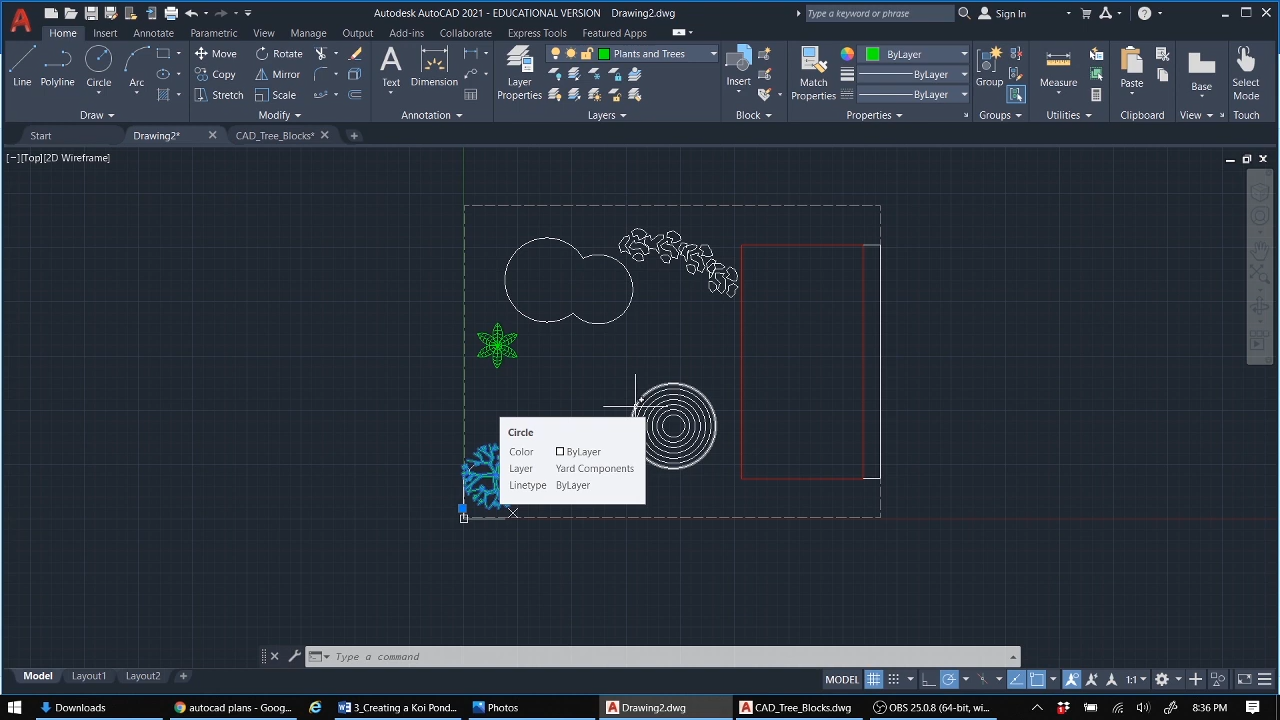 Autodesk AutoCAD 2021 - EDUCATIONAL VERSION Drawing2.dwg
Type a keyword or phrase
Sign In
Home Insert Annotate Parametric View Manage Output Add-ins Collaborate Express Tools Featured Apps
Line
Polyline
Circle
Arc
Move
Copy
Stretch
Rotate
Mirror
Scale
Text
Dimension
Layer
Properties
Plants and Trees
Insert
Match
Properties
ByLayer
ByLayer
ByLayer
Group
Measure
Paste
Base
Select
Mode
Draw
Modify
Annotation
Layers
Block
Properties
Groups
Utilities
Clipboard
View
Touch
Start
Drawing2*
CAD_Tree_Blocks*
[−][Top][2D Wireframe]
Circle
Color ByLayer
Layer Yard Components
Linetype ByLayer
Type a command
Model Layout1 Layout2
MODEL
1:1
Downloads
autocad plans - Goog...
3_Creating a Koi Pond...
Photos
Drawing2.dwg
CAD_Tree_Blocks.dwg
OBS 25.0.8 (64-bit, w...
8:36 PM